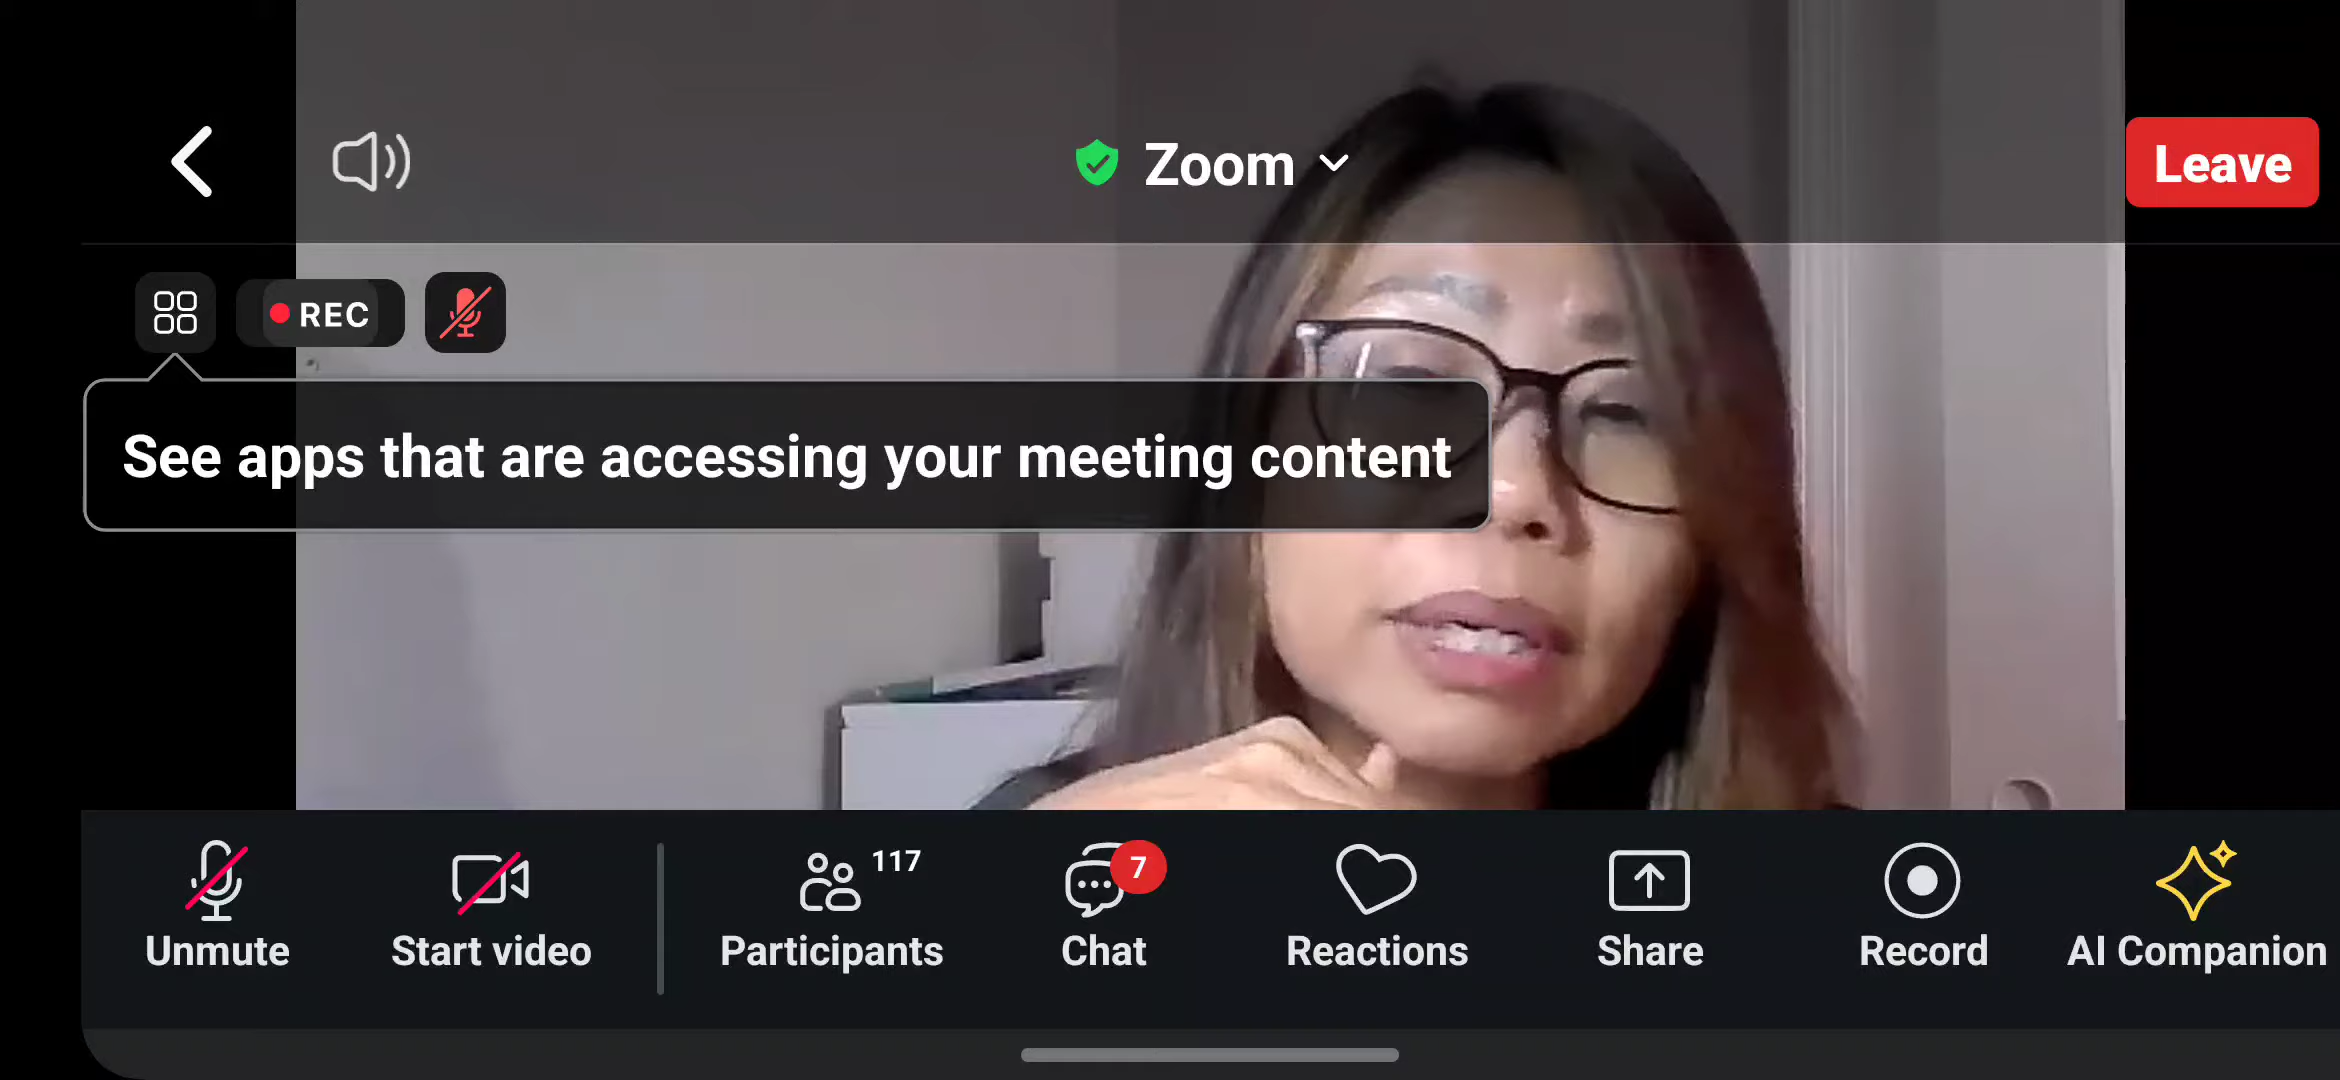 Zoom
Leave
REC
See apps that are accessing your meeting content
117
7
Unmute
Start video
Participants
Chat
Reactions
Share
Record
AI Companion